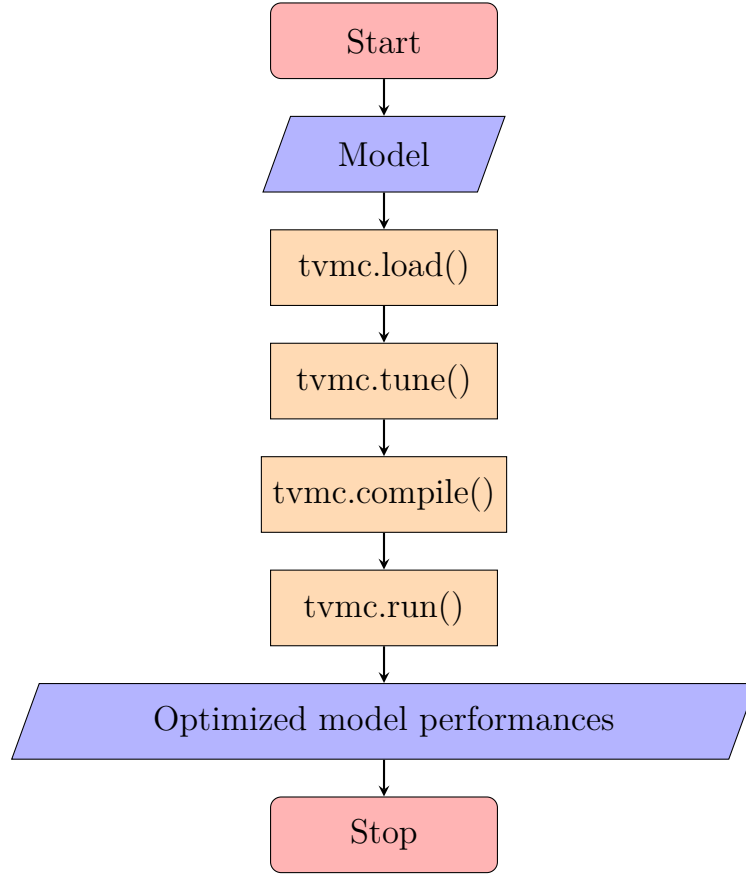 Start
Model
tvmc.load()
tvmc.tune()
tvmc.compile()
tvmc.run()
Optimized model performances
Stop